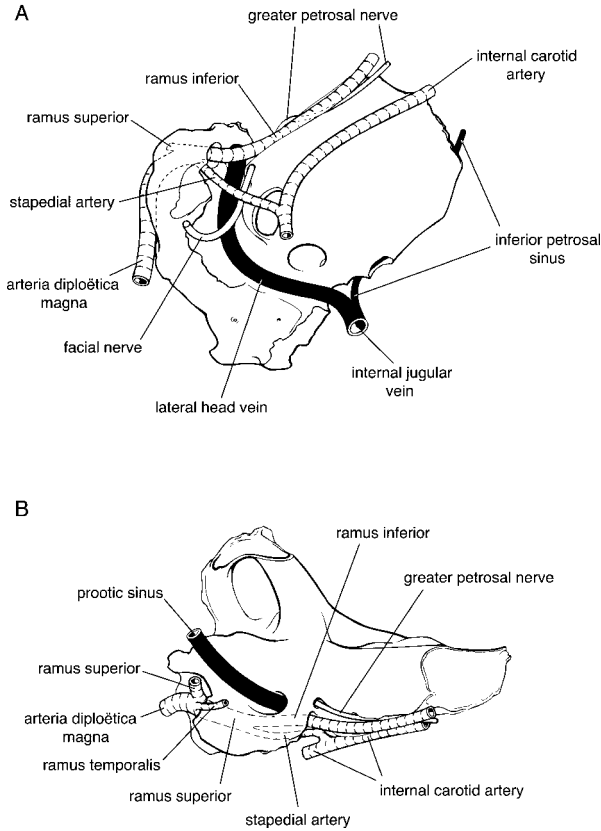 A
greater petrosal nerve
internal carotid
artery
ramus inferior
ramus superior
stapedial artery
inferior petrosal
sinus
arteria diploëtica
magna
facial nerve
internal jugular
vein
lateral head vein
B
ramus inferior
greater petrosal nerve
prootic sinus
ramus superior
arteria diploëtica
magna
ramus temporalis
internal carotid artery
ramus superior
stapedial artery